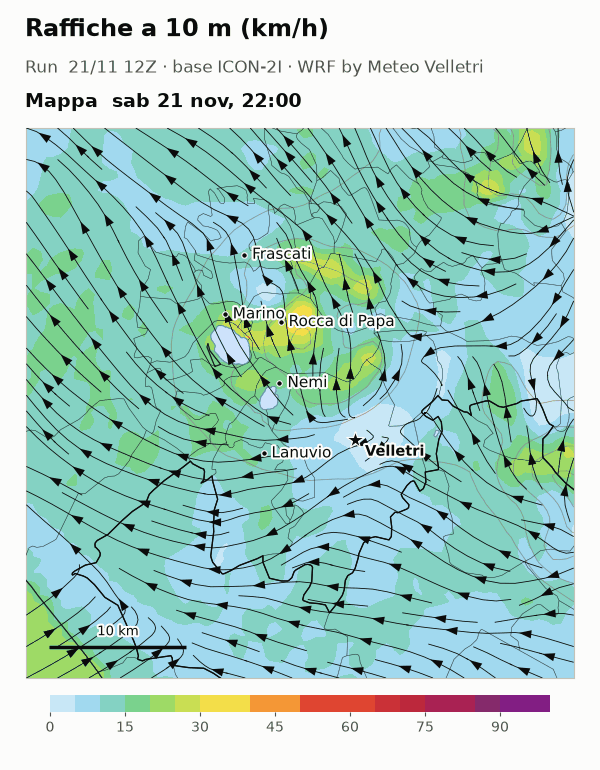 Raffiche a 10 m (km/h)
Run  21/11 12Z · base ICON-2I · WRF by Meteo Velletri
Mappa  sab 21 nov, 22:00
Frascati
Marino
Rocca di Papa
Nemi
Velletri
Lanuvio
10 km
0 15 30 45 60 75 90